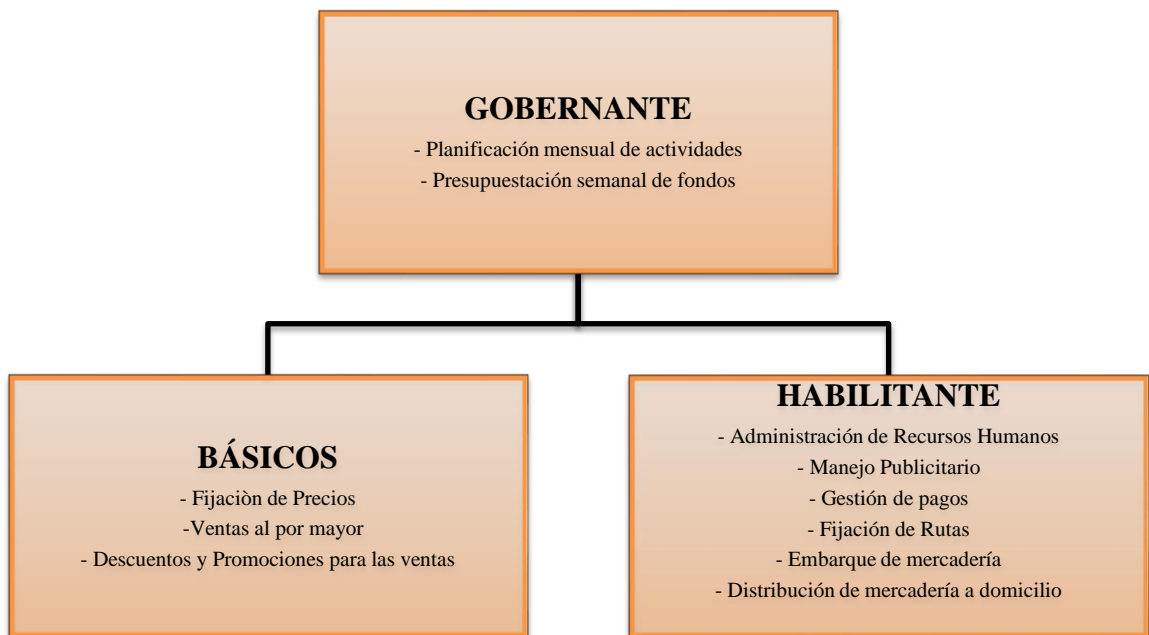 GOBERNANTE
- Planificación mensual de actividades
- Presupuestación semanal de fondos
BÁSICOS
- Fijaciòn de Precios
-Ventas al por mayor
- Descuentos y Promociones para las ventas
HABILITANTE
- Administración de Recursos Humanos
- Manejo Publicitario
- Gestión de pagos
- Fijación de Rutas
- Embarque de mercadería
- Distribución de mercadería a domicilio